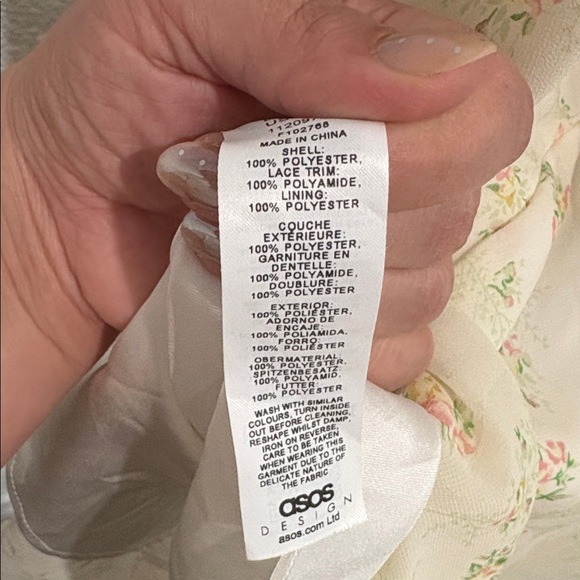 F102768
MADE IN CHINA
SHELL:
100% POLYESTER,
LACE TRIM:
100% POLYAMIDE,
LINING:
100% POLYESTER
COUCHE
EXTÉRIEURE:
100% POLYESTER,
GARNITURE EN
DENTELLE:
100% POLYAMIDE,
DOUBLURE:
100% POLYESTER
EXTERIOR:
100% POLIÉSTER,
ADORNO DE
ENCAJE:
100% POLIAMIDA,
FORRO:
100% POLIÉSTER
OBERMATERIAL:
100% POLYESTER,
SPITZENBESATZ:
100% POLYAMID,
FUTTER:
100% POLYESTER
WASH WITH SIMILAR
COLOURS, TURN INSIDE
OUT BEFORE CLEANING,
RESHAPE WHILST DAMP,
IRON ON REVERSE,
CARE TO BE TAKEN
WHEN WEARING THIS
GARMENT DUE TO THE
DELICATE NATURE OF
THE FABRIC
asos
DESIGN
asos.com Ltd